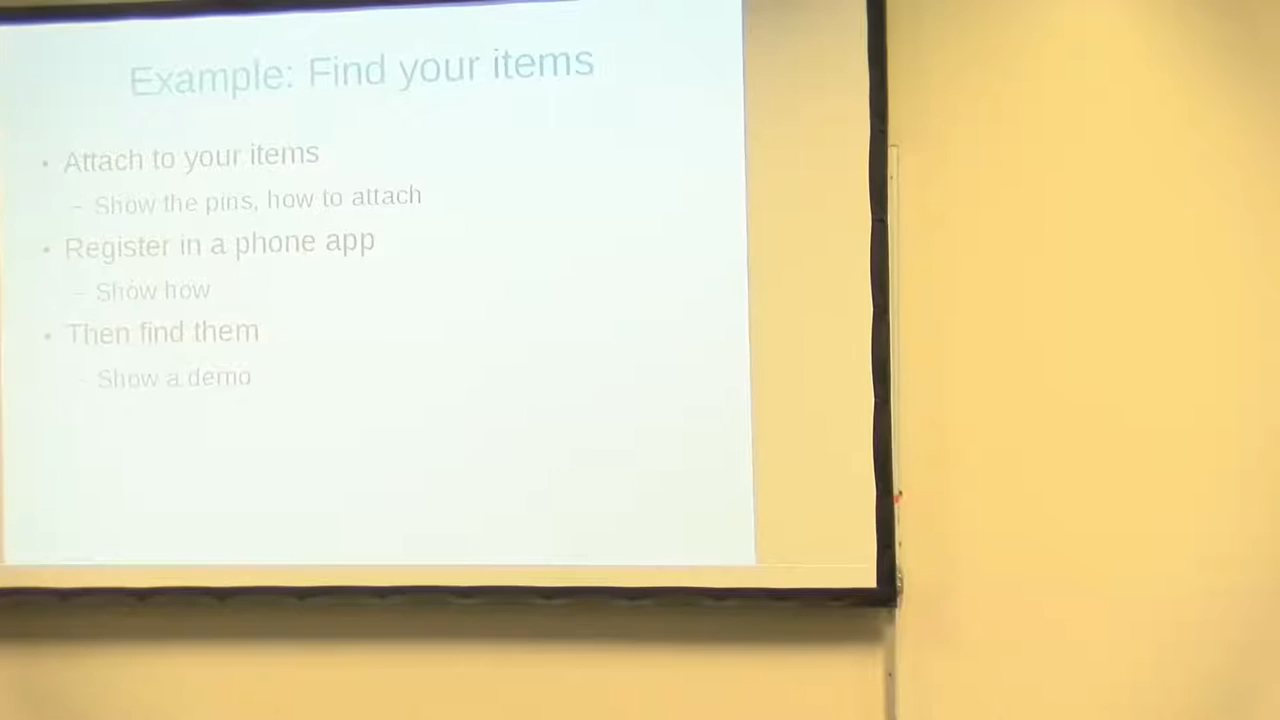 Example: Find your items
• Attach to your items
– Show the pins, how to attach
• Register in a phone app
– Show how
• Then find them
– Show a demo